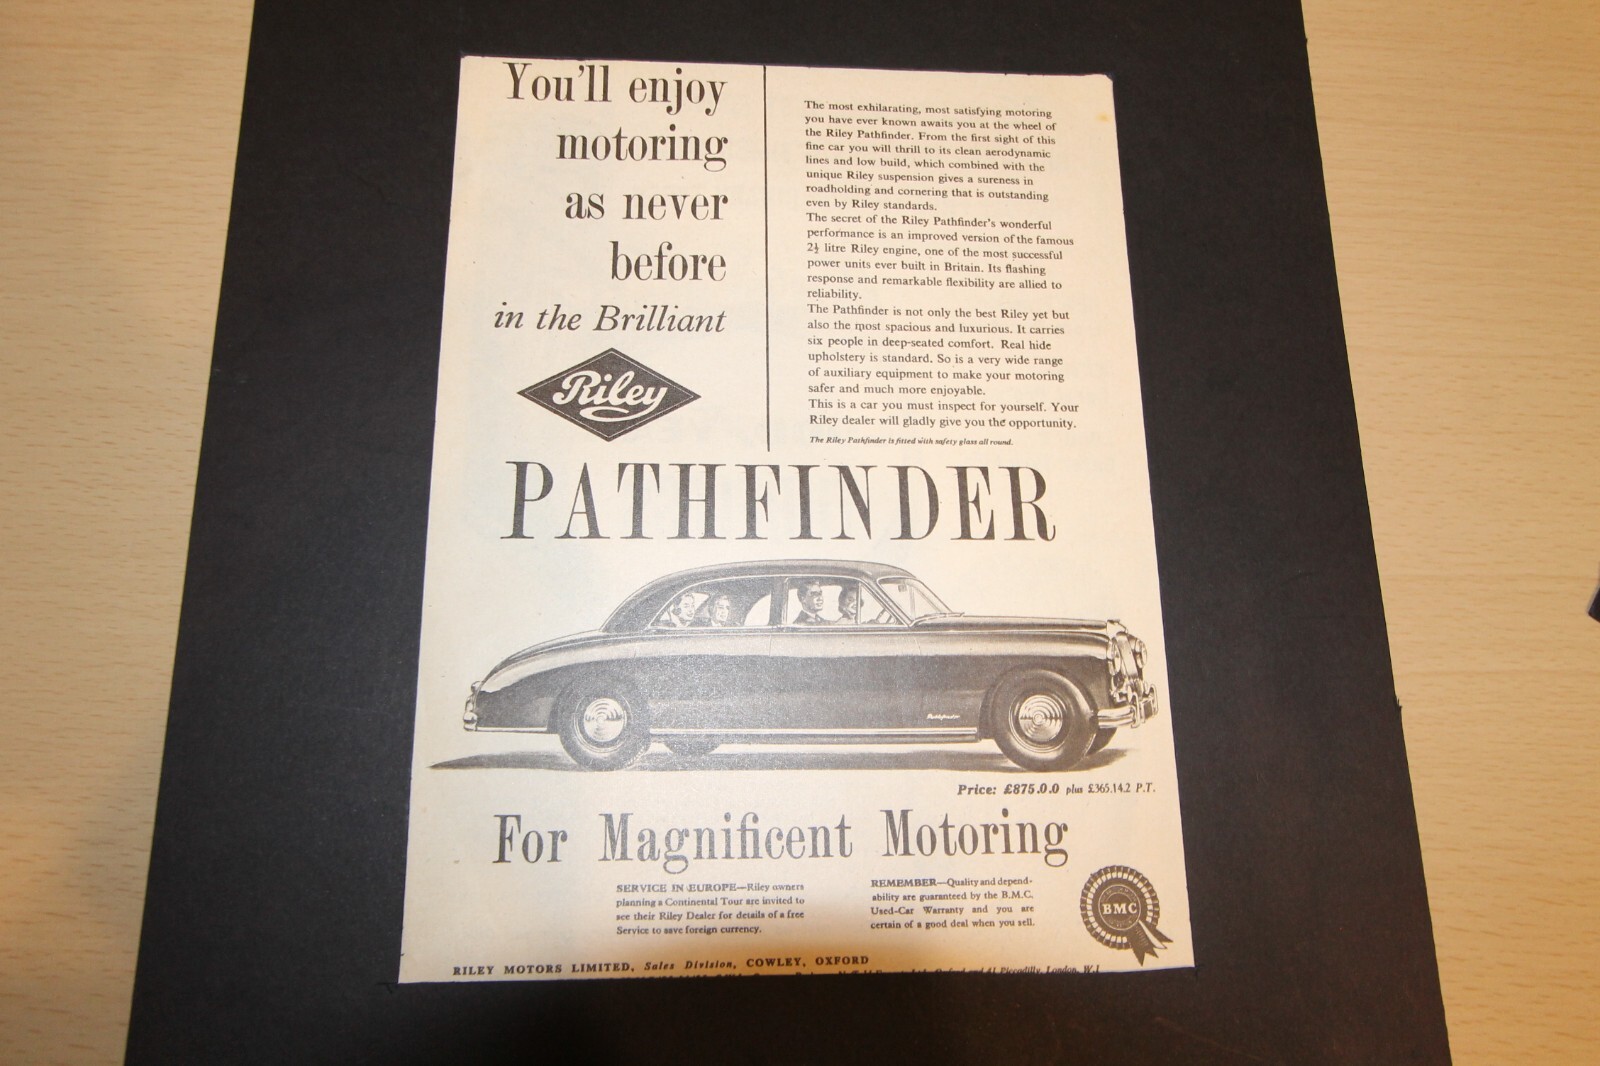 You'll enjoy
motoring
as never
before
in the Brilliant
Riley
The most exhilarating, most satisfying motoring
you have ever known awaits you at the wheel of
the Riley Pathfinder. From the first sight of this
fine car you will thrill to its clean aerodynamic
lines and low build, which combined with the
unique Riley suspension gives a sureness in
roadholding and cornering that is outstanding
even by Riley standards.
The secret of the Riley Pathfinder's wonderful
performance is an improved version of the famous
2½ litre Riley engine, one of the most successful
power units ever built in Britain. Its flashing
response and remarkable flexibility are allied to
reliability.
The Pathfinder is not only the best Riley yet but
also the most spacious and luxurious. It carries
six people in deep-seated comfort. Real hide
upholstery is standard. So is a very wide range
of auxiliary equipment to make your motoring
safer and much more enjoyable.
This is a car you must inspect for yourself. Your
Riley dealer will gladly give you the opportunity.
The Riley Pathfinder is fitted with safety glass all round.
PATHFINDER
Pathfinder
Price: £875.0.0 plus £365.14.2 P.T.
For Magnificent Motoring
SERVICE IN EUROPE—Riley owners
planning a Continental Tour are invited to
see their Riley Dealer for details of a free
Service to save foreign currency.
REMEMBER—Quality and depend-
ability are guaranteed by the B.M.C.
Used-Car Warranty and you are
certain of a good deal when you sell.
BMC
RILEY MOTORS LIMITED, Sales Division, COWLEY, OXFORD
Oxford and 41 Piccadilly, London, W.1